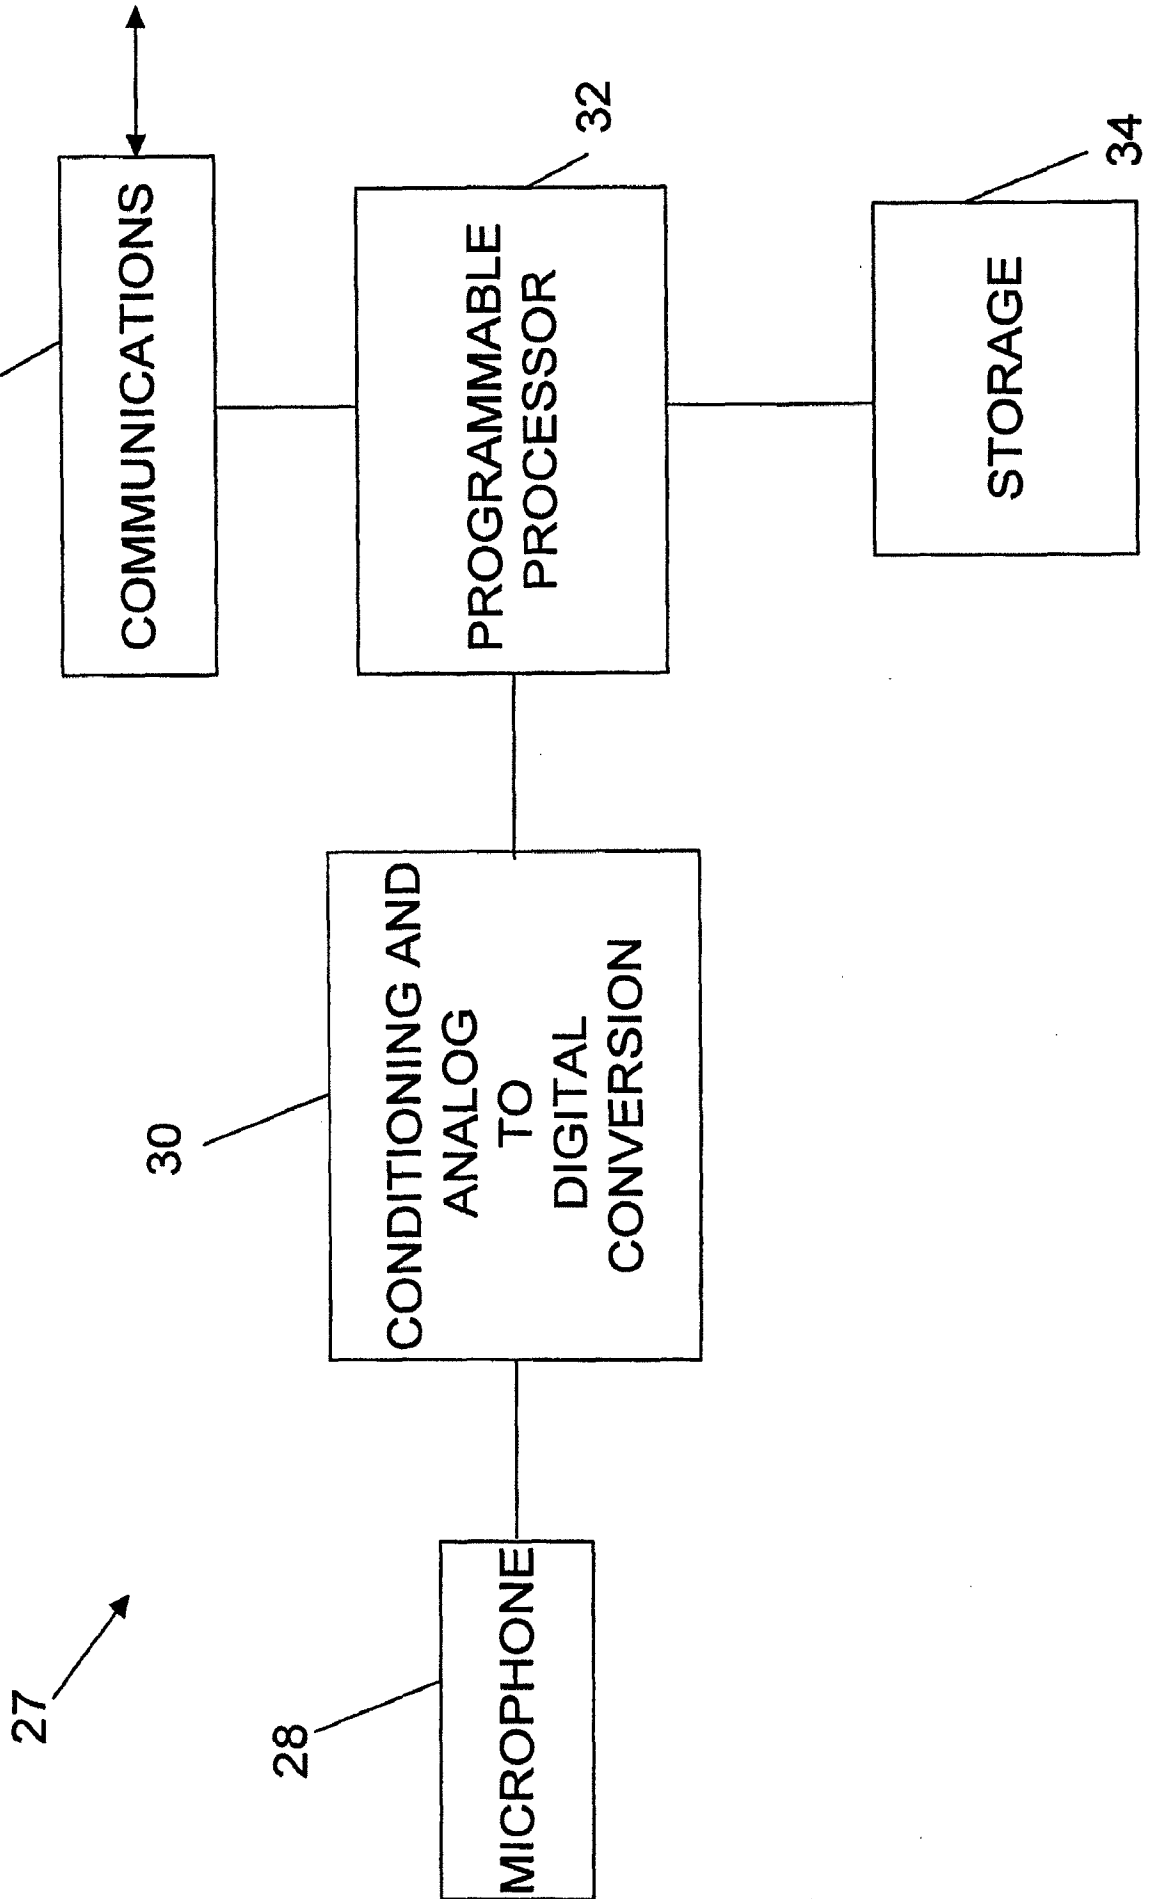 27
28
MICROPHONE
30
CONDITIONING AND
ANALOG
TO
DIGITAL
CONVERSION
COMMUNICATIONS
32
PROGRAMMABLE
PROCESSOR
34
STORAGE